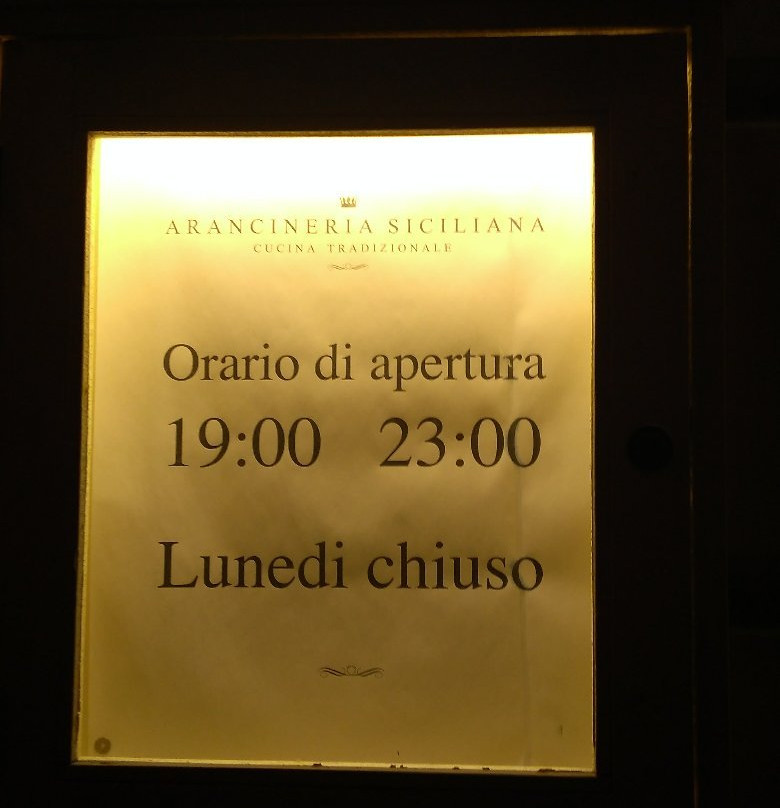 ARANCINERIA SICILIANA
CUCINA TRADIZIONALE
Orario di apertura
19:00 23:00
Lunedi chiuso